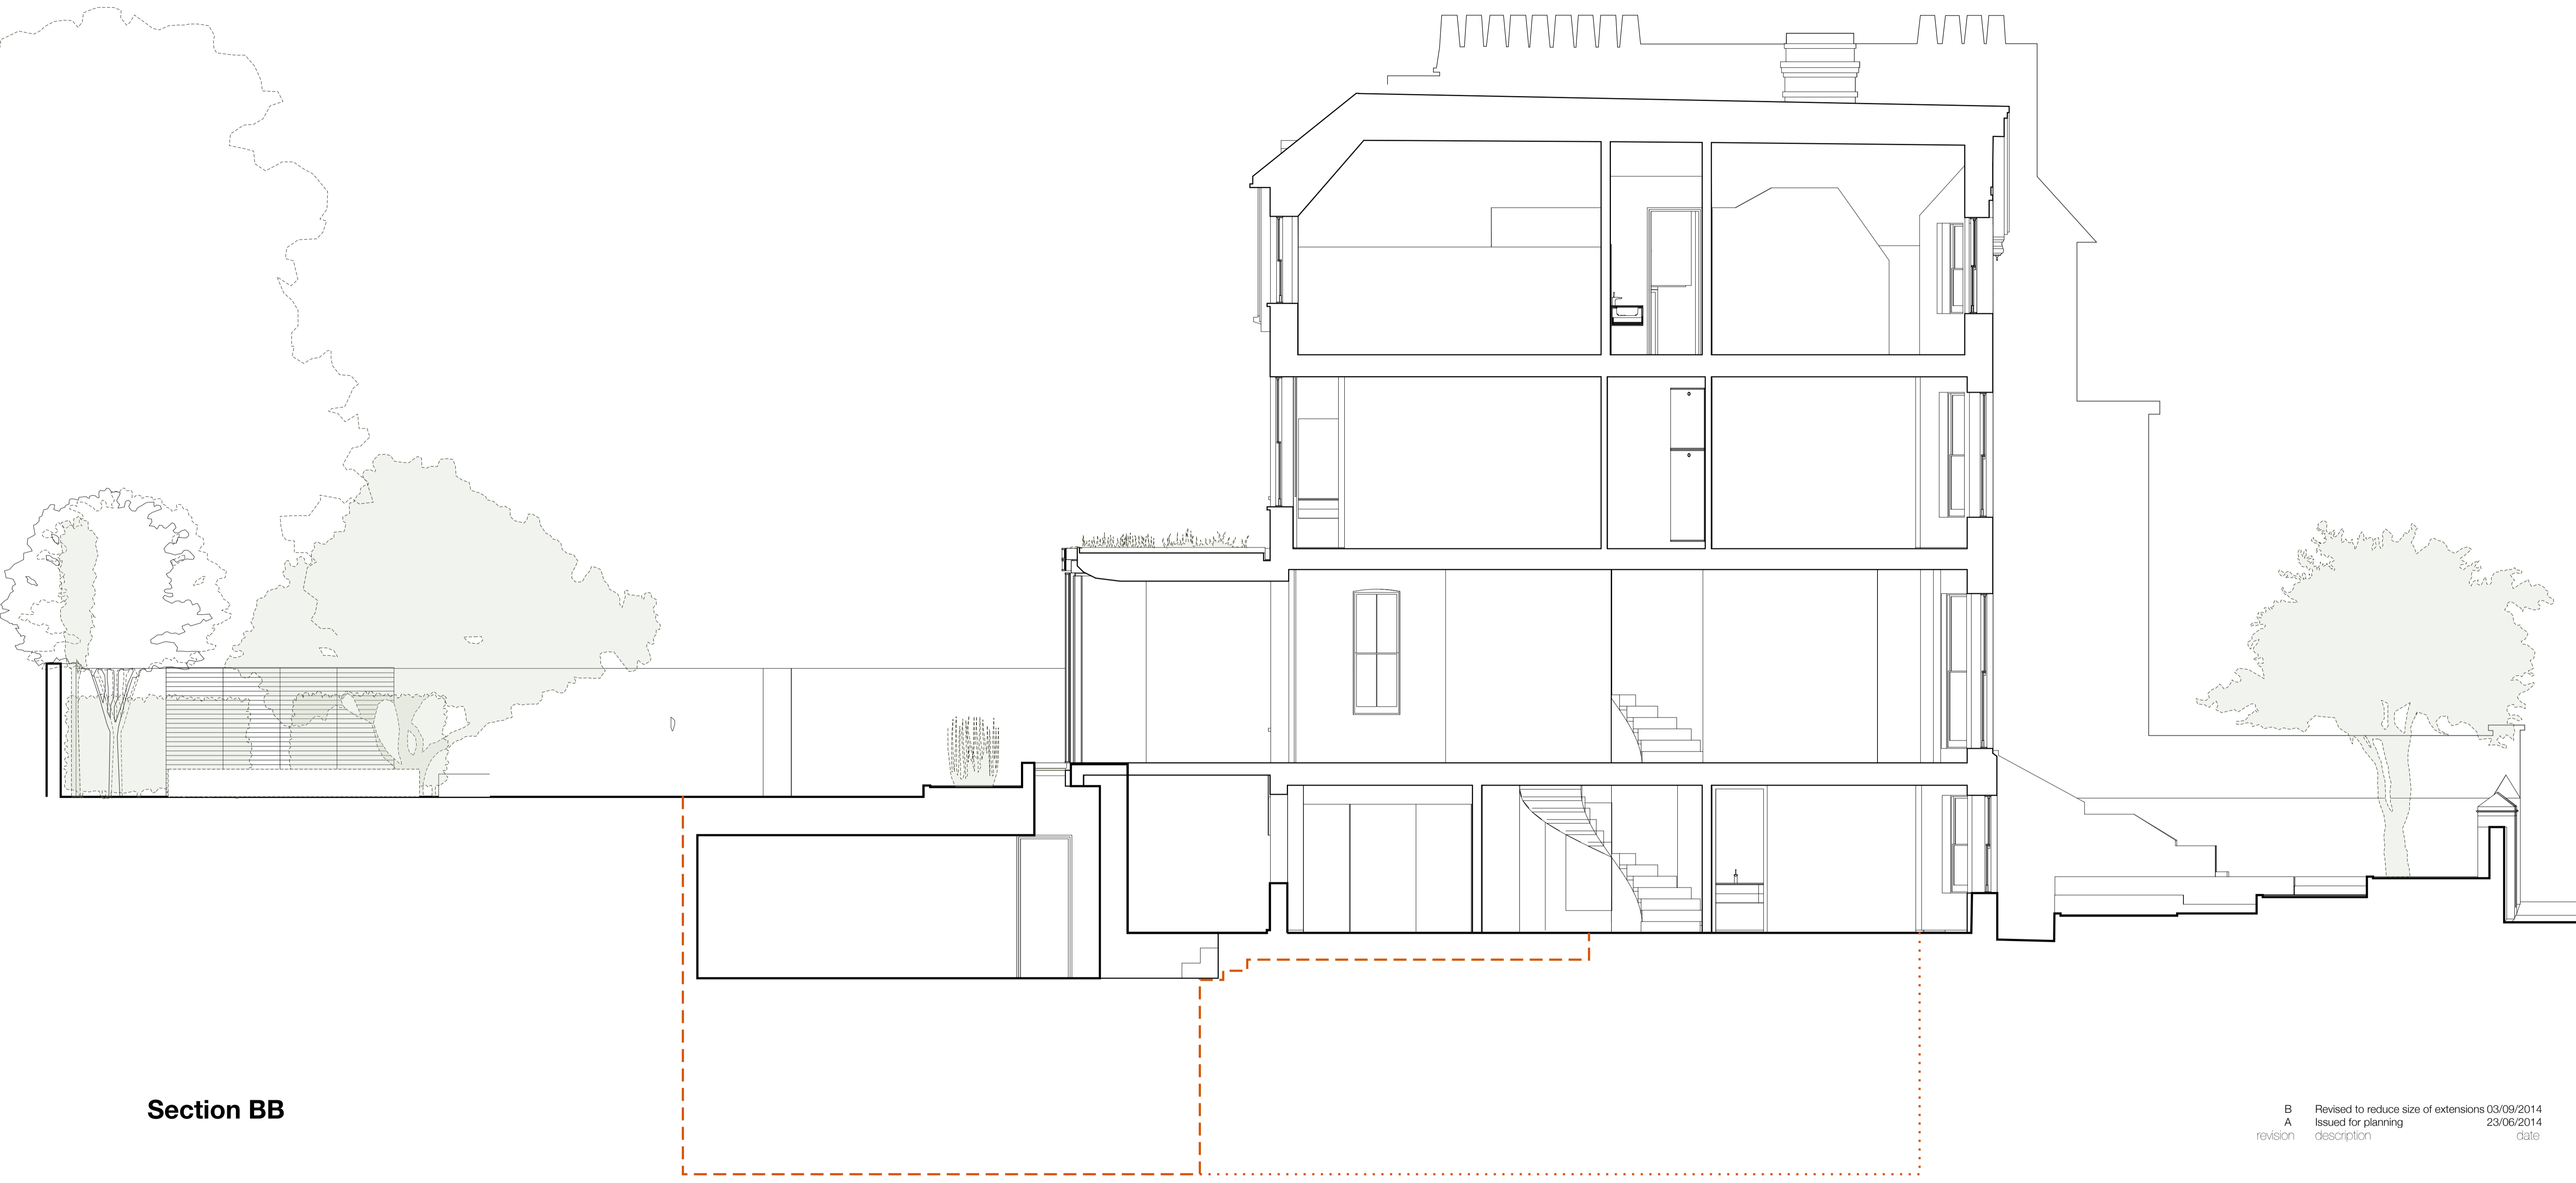 Section BB
B Revised to reduce size of extensions 03/09/2014
A Issued for planning 23/06/2014
revision description date